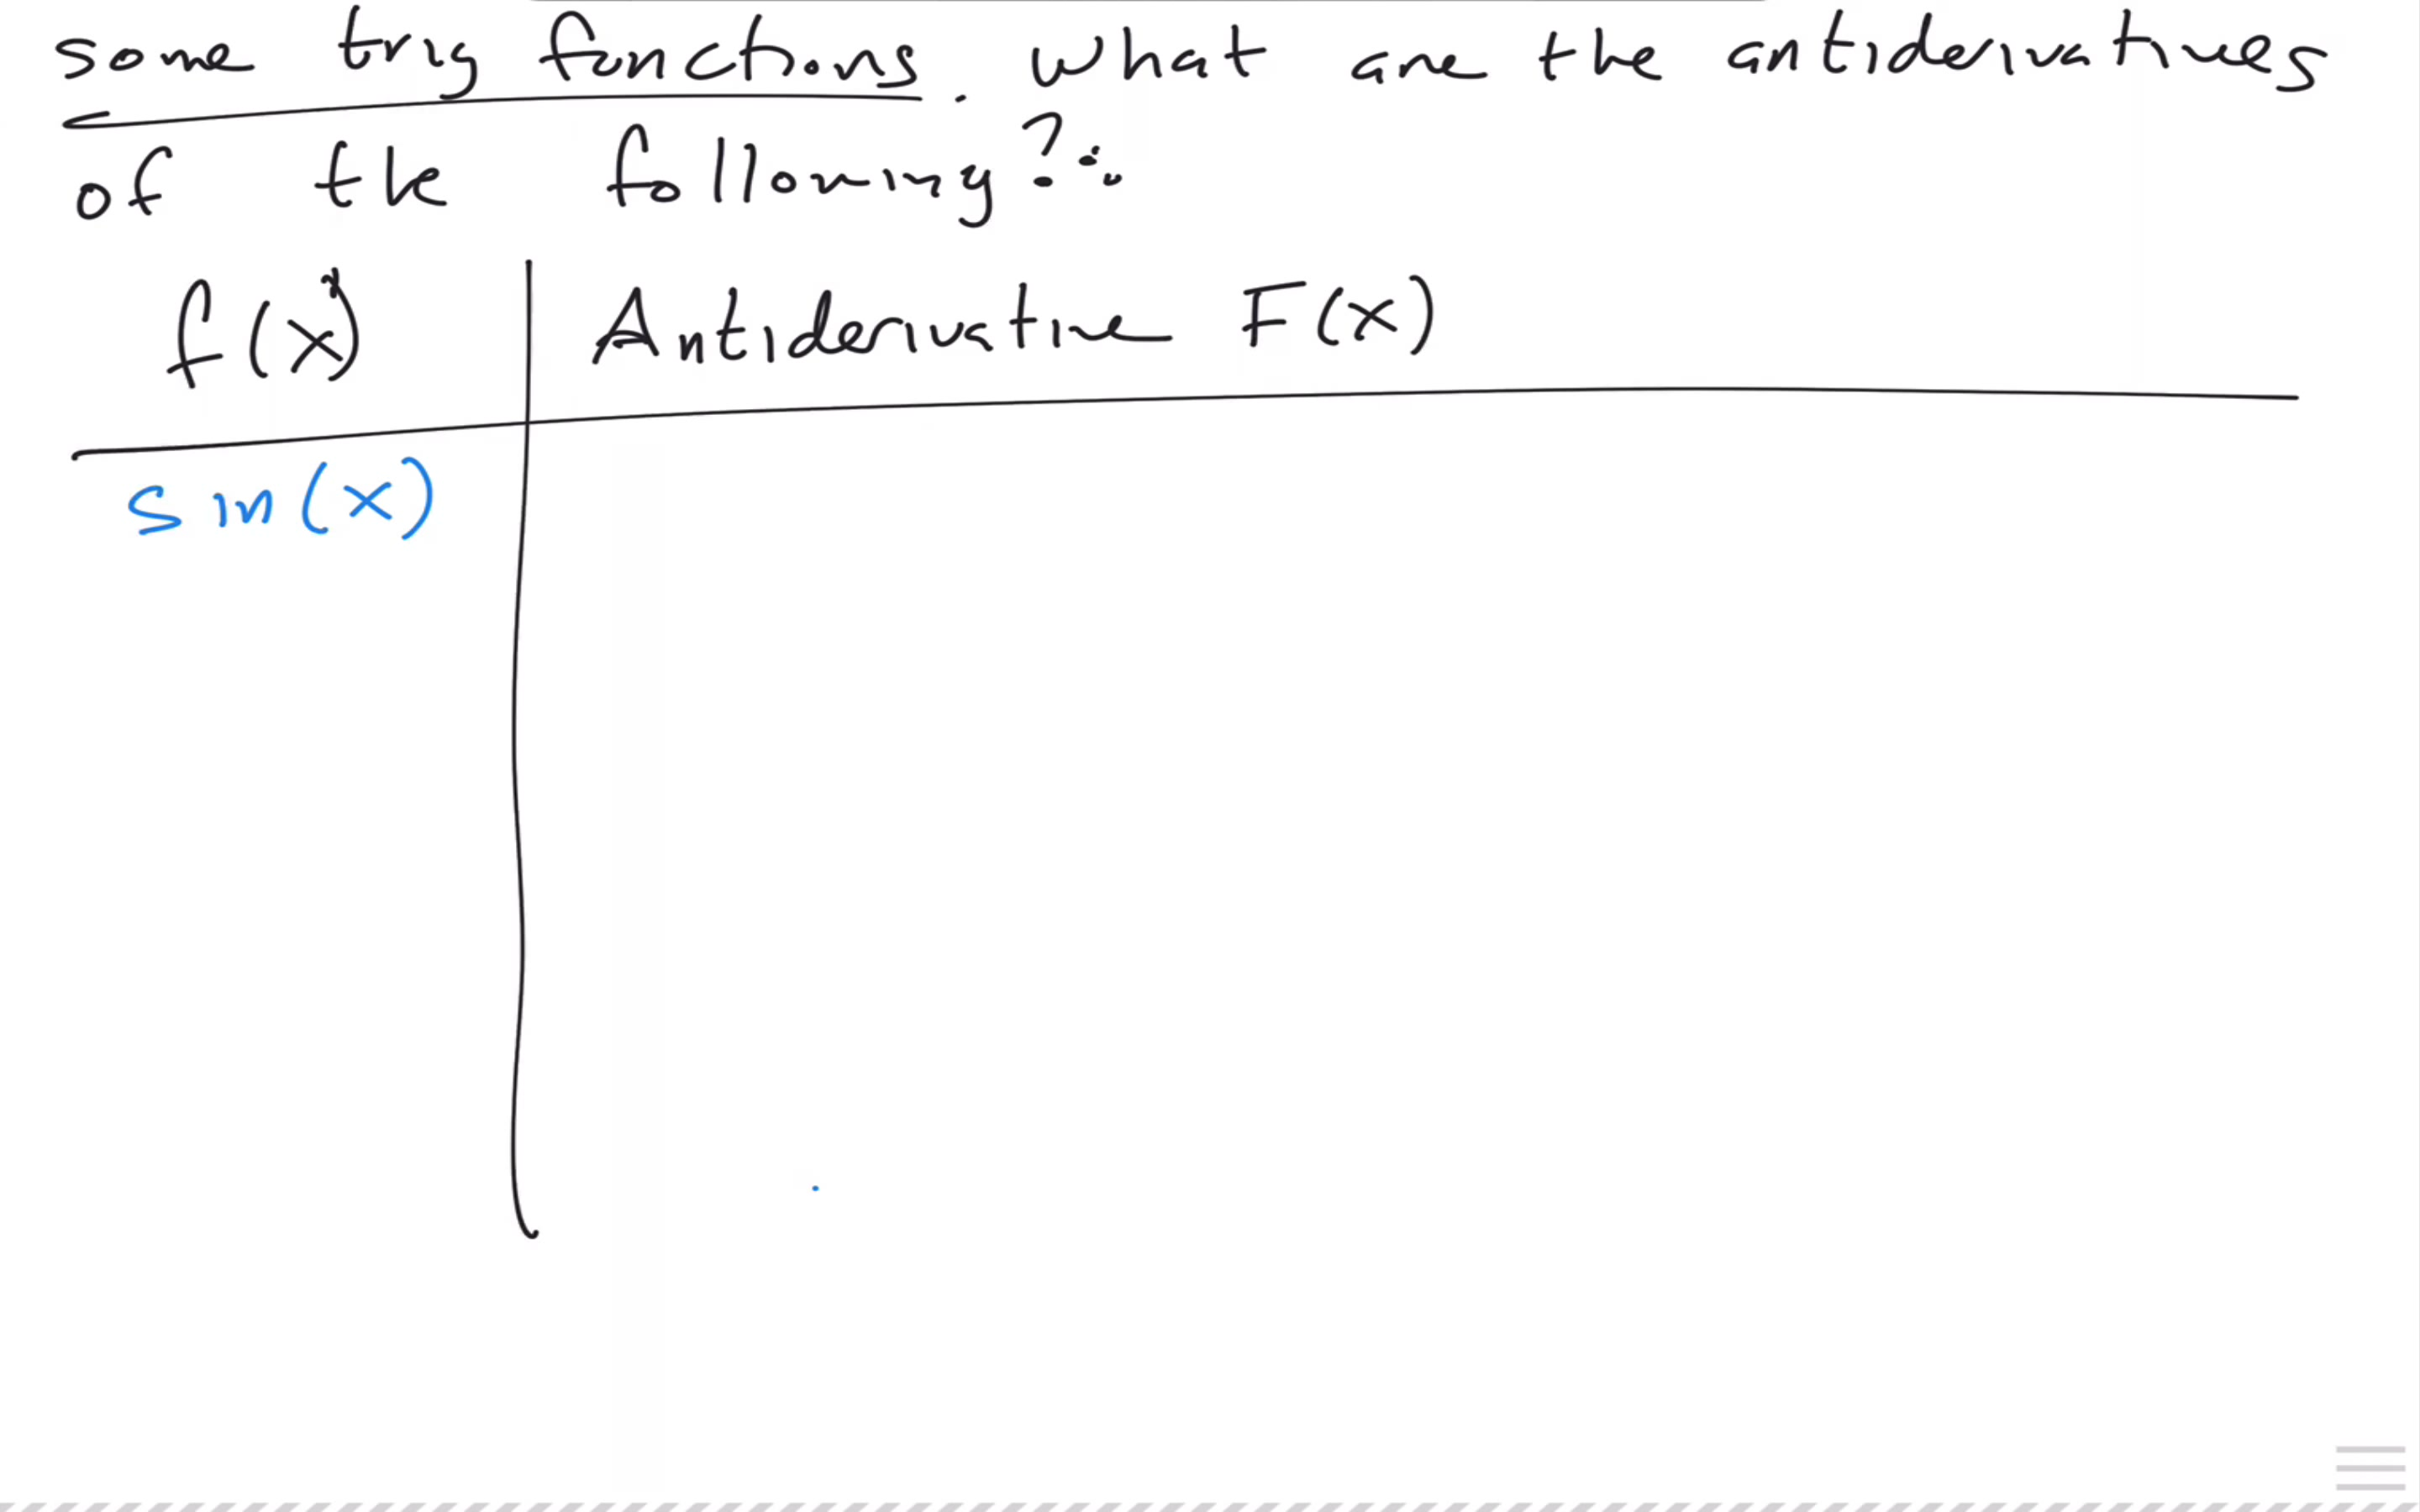 some trig functions. what are the antiderivatives
of the following?:
f(x) Antiderivative F(x)
sin(x)